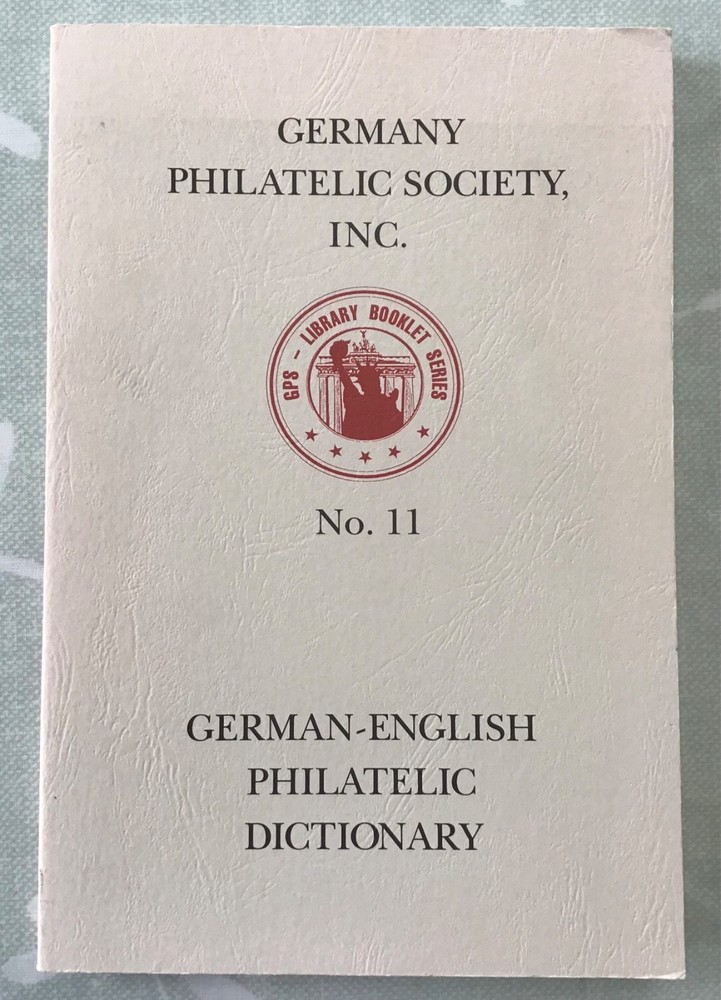 GERMANY
PHILATELIC SOCIETY,
INC.
GPS - LIBRARY BOOKLET SERIES
No. 11
GERMAN-ENGLISH
PHILATELIC
DICTIONARY